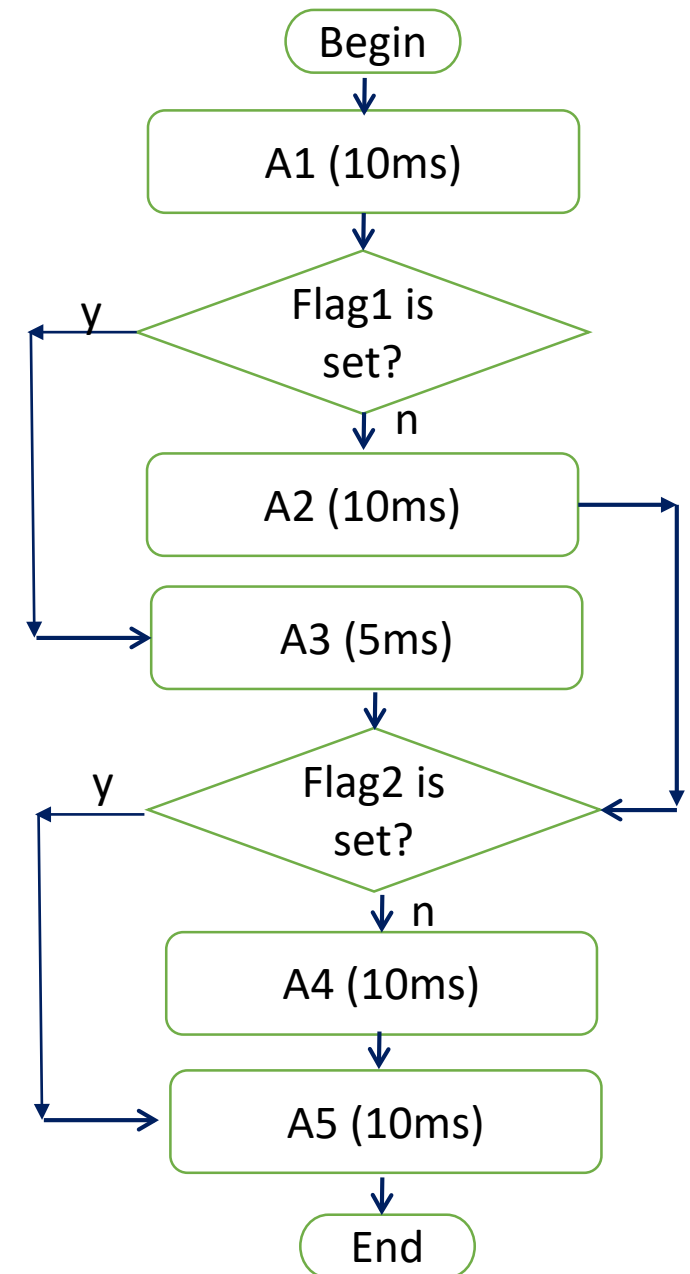 Begin
A1 (10ms)
Flag1 is
set?
y
n
A2 (10ms)
A3 (5ms)
Flag2 is
set?
y
n
A4 (10ms)
A5 (10ms)
End